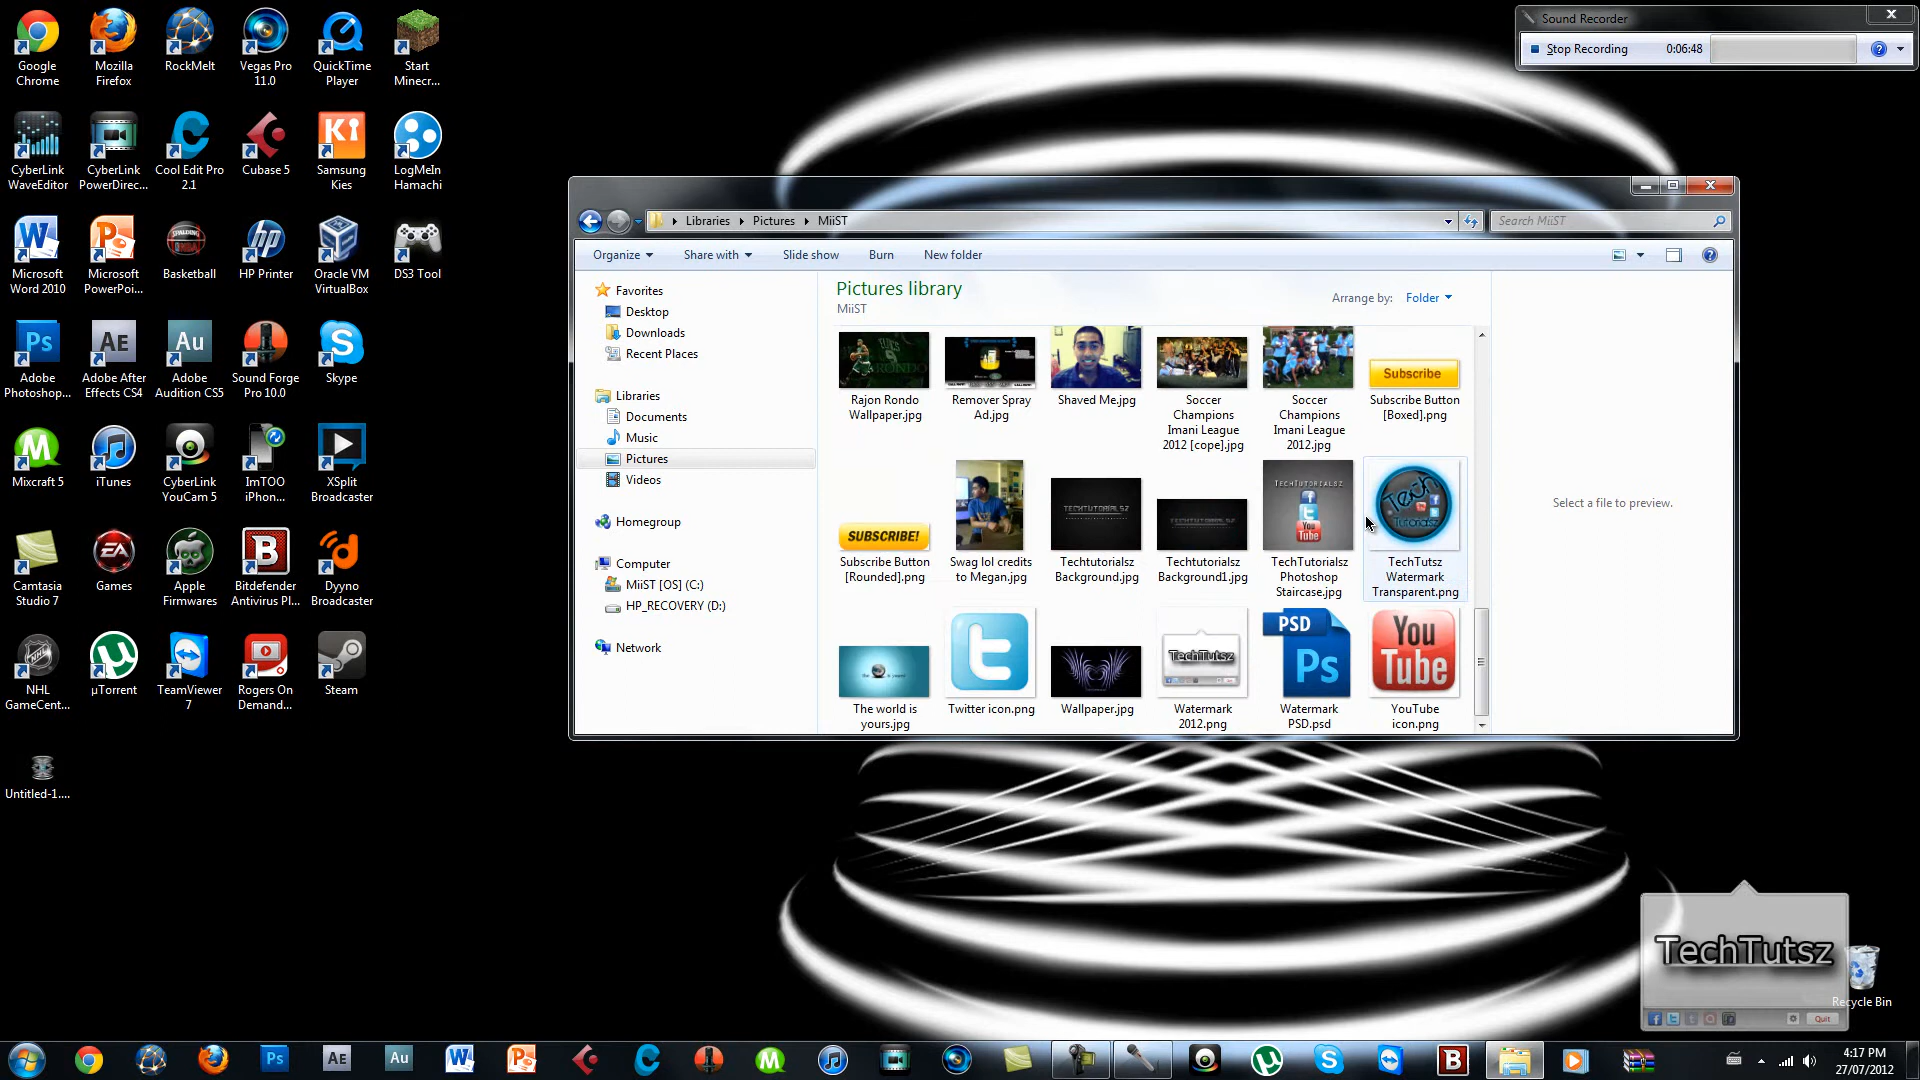 Google
Chrome
Mozilla
Firefox
RockMelt
Vegas Pro
11.0
QuickTime
Player
Start
Minecr...
CyberLink
WaveEditor
CyberLink
PowerDirec...
Cool Edit Pro
2.1
Cubase 5
Samsung
Kies
LogMeIn
Hamachi
Microsoft
Word 2010
Microsoft
PowerPoi...
Basketball
HP Printer
Oracle VM
VirtualBox
DS3 Tool
Adobe
Photoshop...
Adobe After
Effects CS4
Adobe
Audition CS5
Sound Forge
Pro 10.0
Skype
Mixcraft 5
iTunes
CyberLink
YouCam 5
ImTOO
iPhon...
XSplit
Broadcaster
Camtasia
Studio 7
Games
Apple
Firmwares
Bitdefender
Antivirus Pl...
Dyyno
Broadcaster
NHL
GameCent...
µTorrent
TeamViewer
7
Rogers On
Demand...
Steam
Untitled-1....
Sound Recorder
Stop Recording
0:06:48
Libraries
Pictures
MiiST
Search MiiST
Organize
Share with
Slide show
Burn
New folder
Favorites
Desktop
Downloads
Recent Places
Libraries
Documents
Music
Pictures
Videos
Homegroup
Computer
MiiST [OS] (C:)
HP_RECOVERY (D:)
Network
Pictures library
MiiST
Arrange by:
Folder
Rajon Rondo
Wallpaper.jpg
Remover Spray
Ad.jpg
Shaved Me.jpg
Soccer
Champions
Imani League
2012 [cope].jpg
Soccer
Champions
Imani League
2012.jpg
Subscribe
Subscribe Button
[Boxed].png
SUBSCRIBE!
Subscribe Button
[Rounded].png
Swag lol credits
to Megan.jpg
TECHTUTORIALSZ
Techtutorialsz
Background.jpg
TECHTUTORIALSZ
Techtutorialsz
Background1.jpg
TECHTUTORIALSZ
You
Tube
TechTutorialsz
Photoshop
Staircase.jpg
Tech
Tutorialsz
TechTutsz
Watermark
Transparent.png
The world is
yours.jpg
Twitter icon.png
Wallpaper.jpg
TechTutsz
Watermark
2012.png
PSD
Ps
Watermark
PSD.psd
You
Tube
YouTube
icon.png
Select a file to preview.
TechTutsz
Quit
Recycle Bin
4:17 PM
27/07/2012